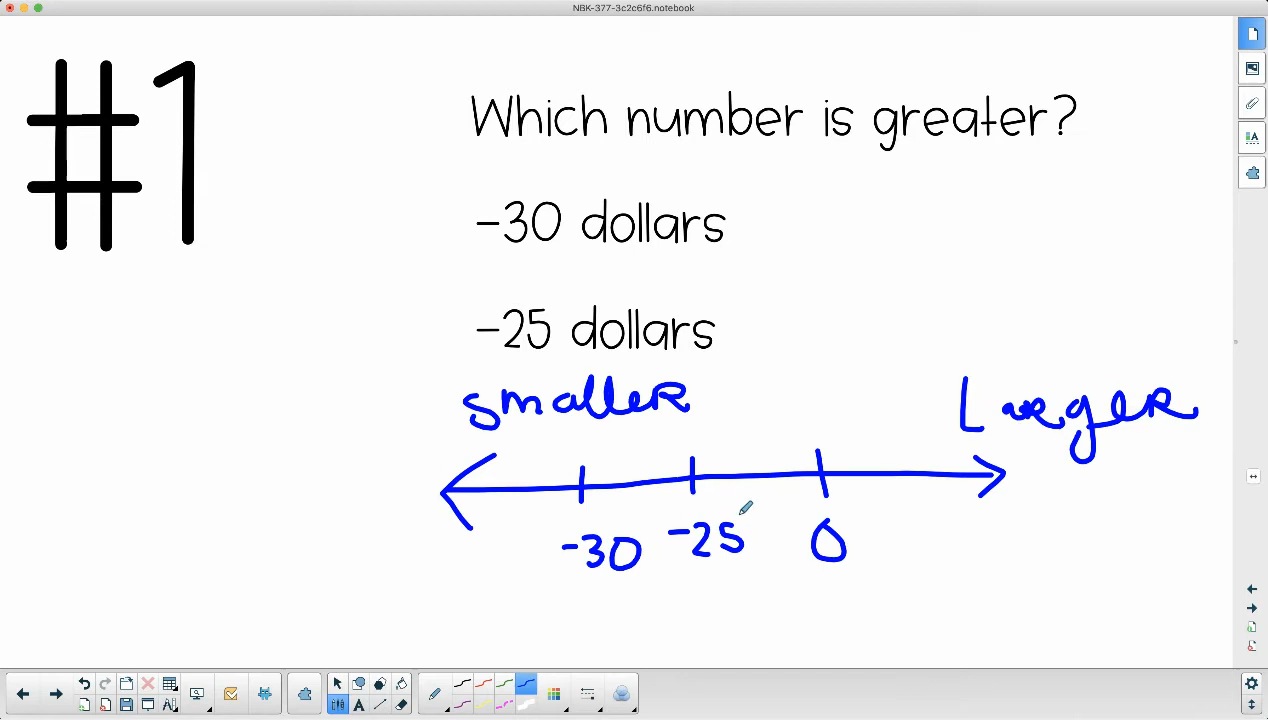 NBK-377-3c2c6f6.notebook
#1
Which number is greater?
-30 dollars
-25 dollars
smaller
Larger
-30 -25 0